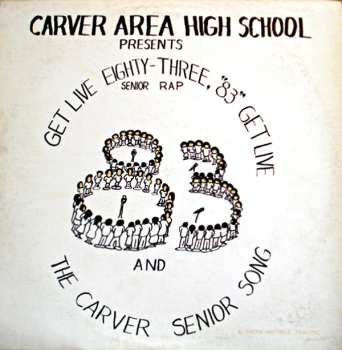 CARVER AREA HIGH SCHOOL
PRESENTS
GET LIVE EIGHTY-THREE, "83" GET LIVE
SENIOR RAP
83
AND
THE CARVER SENIOR SONG